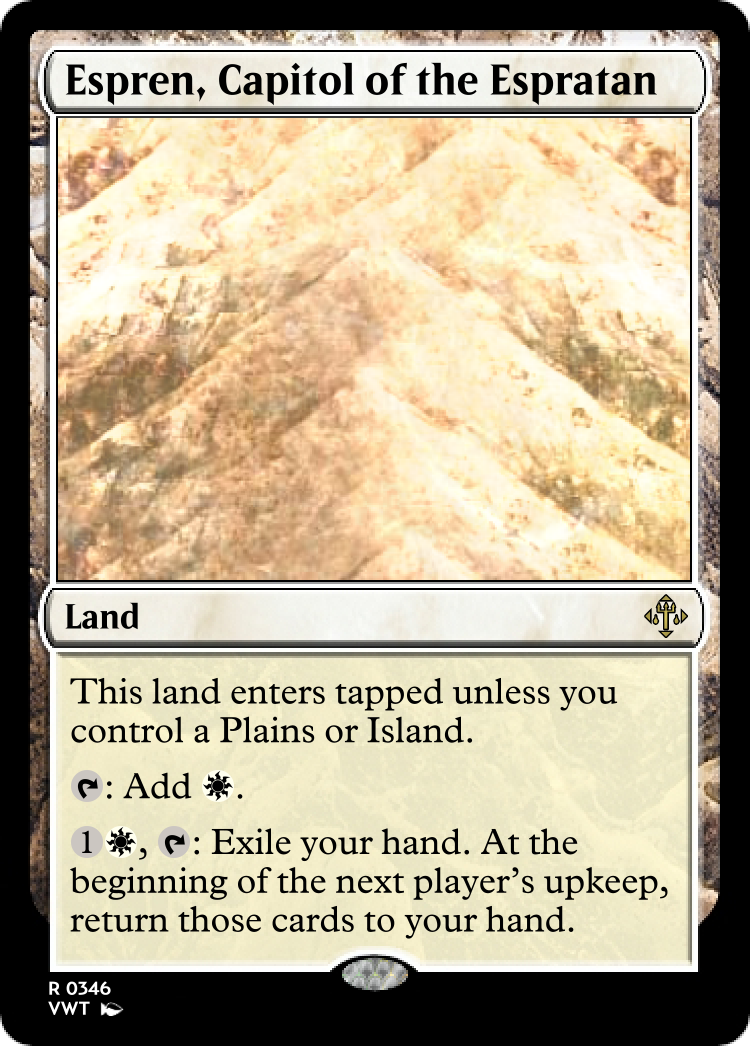 Espren, Capitol of the Espratan
Land
This land enters tapped unless you
control a Plains or Island.
: Add .
1, : Exile your hand. At the
beginning of the next player’s upkeep,
return those cards to your hand.
R 0346
VWT